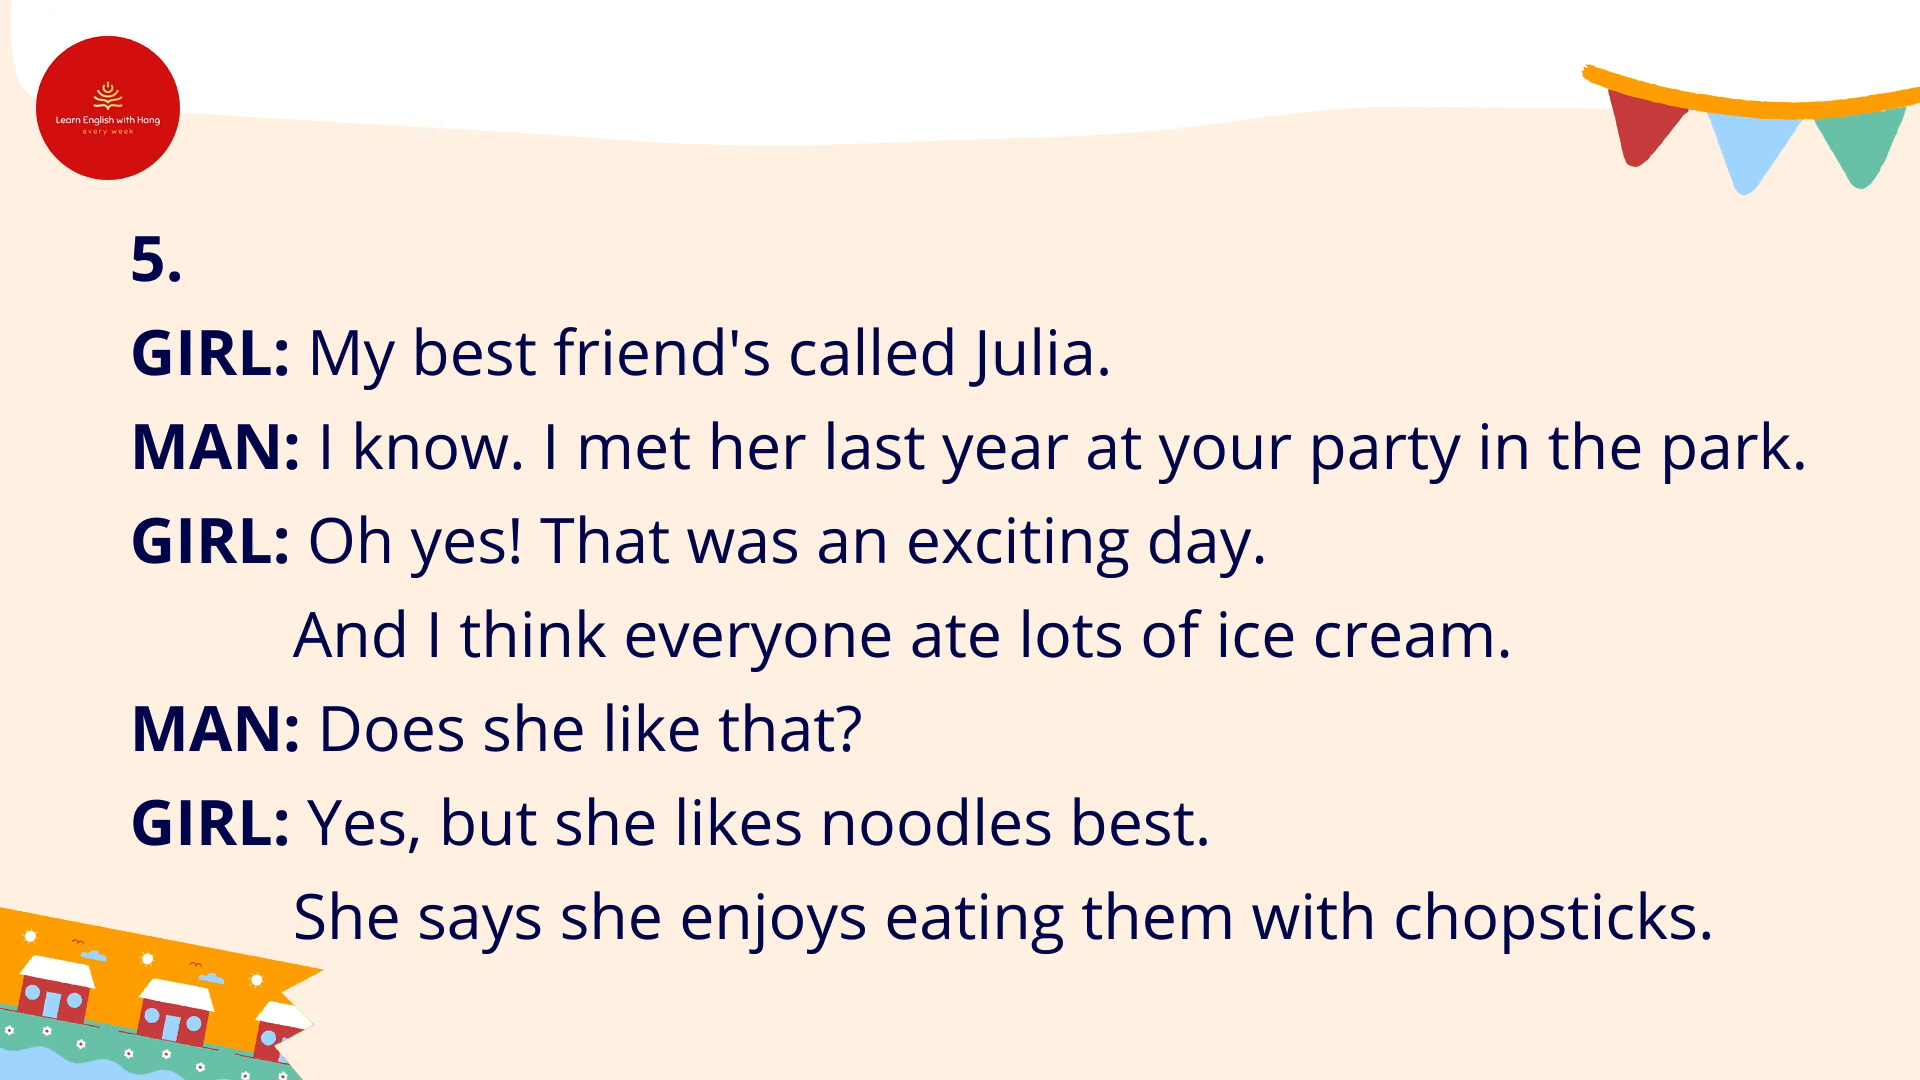 Learn English with Hang
every week
5.
GIRL: My best friend's called Julia.
MAN: I know. I met her last year at your party in the park.
GIRL: Oh yes! That was an exciting day.
And I think everyone ate lots of ice cream.
MAN: Does she like that?
GIRL: Yes, but she likes noodles best.
She says she enjoys eating them with chopsticks.